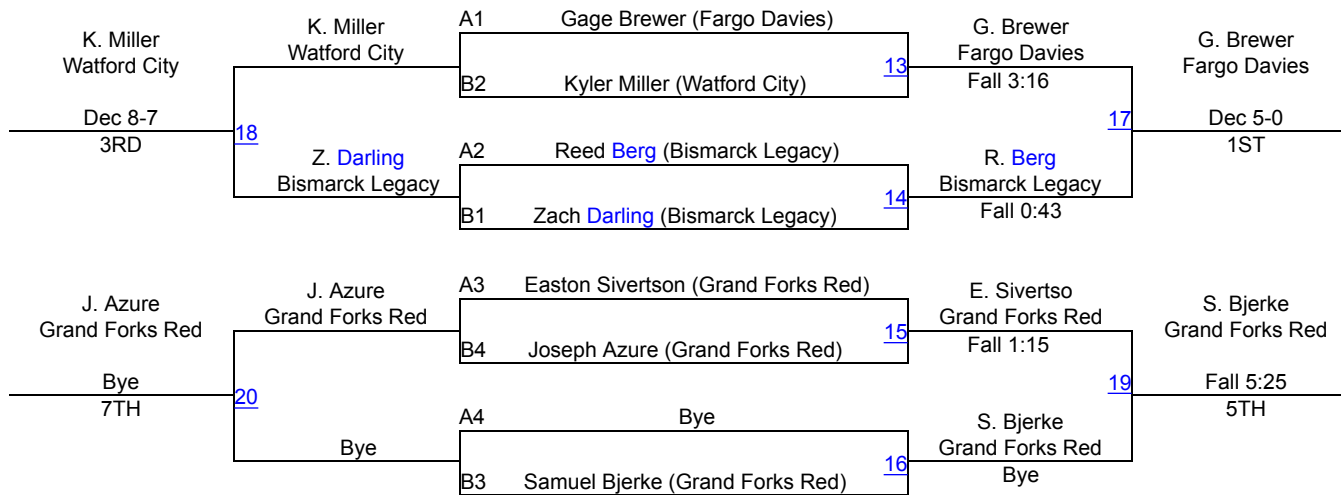 A1 Gage Brewer (Fargo Davies)
K. Miller
Watford City
K. Miller
Watford City
G. Brewer
Fargo Davies
G. Brewer
Fargo Davies
13
B2 Kyler Miller (Watford City)
Fall 3:16
Dec 8-7
3RD
18
17
Dec 5-0
1ST
Z. Darling
Bismarck Legacy
A2 Reed Berg (Bismarck Legacy)
R. Berg
Bismarck Legacy
14
B1 Zach Darling (Bismarck Legacy)
Fall 0:43
A3 Easton Sivertson (Grand Forks Red)
J. Azure
Grand Forks Red
J. Azure
Grand Forks Red
E. Sivertso
Grand Forks Red
S. Bjerke
Grand Forks Red
15
B4 Joseph Azure (Grand Forks Red)
Fall 1:15
Bye
7TH
20
19
Fall 5:25
5TH
A4 Bye
Bye
S. Bjerke
Grand Forks Red
16
B3 Samuel Bjerke (Grand Forks Red)
Bye